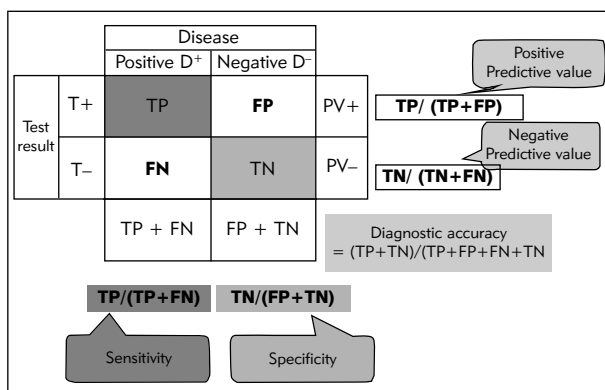 Disease
Positive D⁺ Negative D⁻
Positive
Predictive value
Test
result
T+ TP FP PV+ TP/ (TP+FP)
Negative
Predictive value
T– FN TN PV– TN/ (TN+FN)
TP + FN FP + TN
Diagnostic accuracy
= (TP+TN)/(TP+FP+FN+TN
TP/(TP+FN) TN/(FP+TN)
Sensitivity Specificity